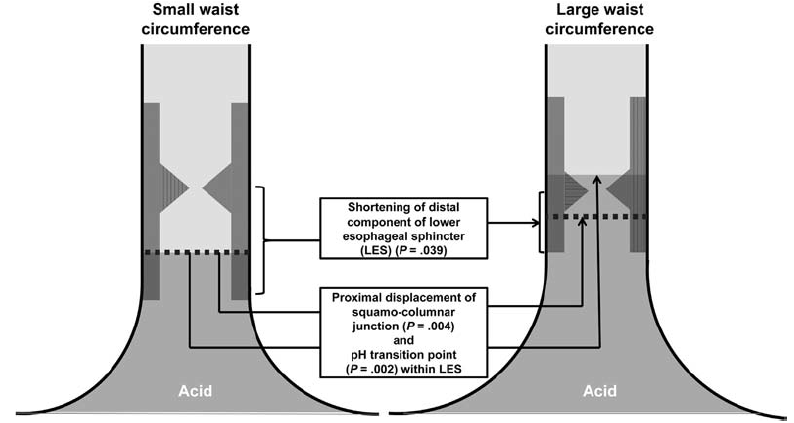 Small waist
circumference
Large waist
circumference
Shortening of distal
component of lower
esophageal sphincter
(LES) (P = .039)
Proximal displacement of
squamo-columnar
junction (P = .004)
and
pH transition point
(P = .002) within LES
Acid
Acid